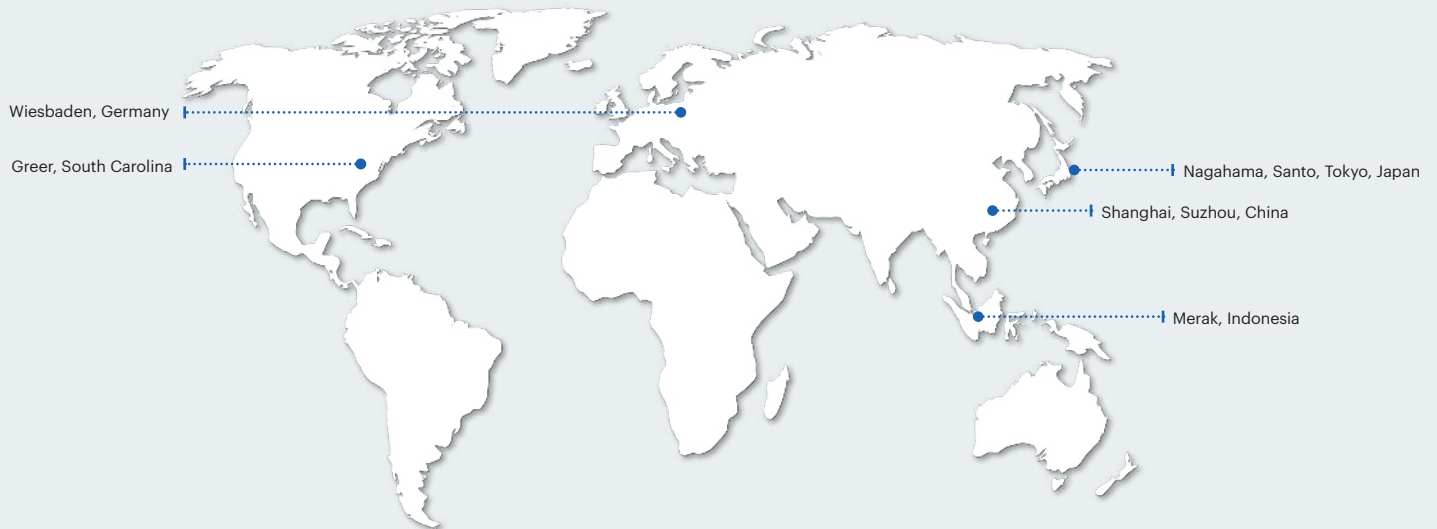 Wiesbaden, Germany
Greer, South Carolina
Nagahama, Santo, Tokyo, Japan
Shanghai, Suzhou, China
Merak, Indonesia